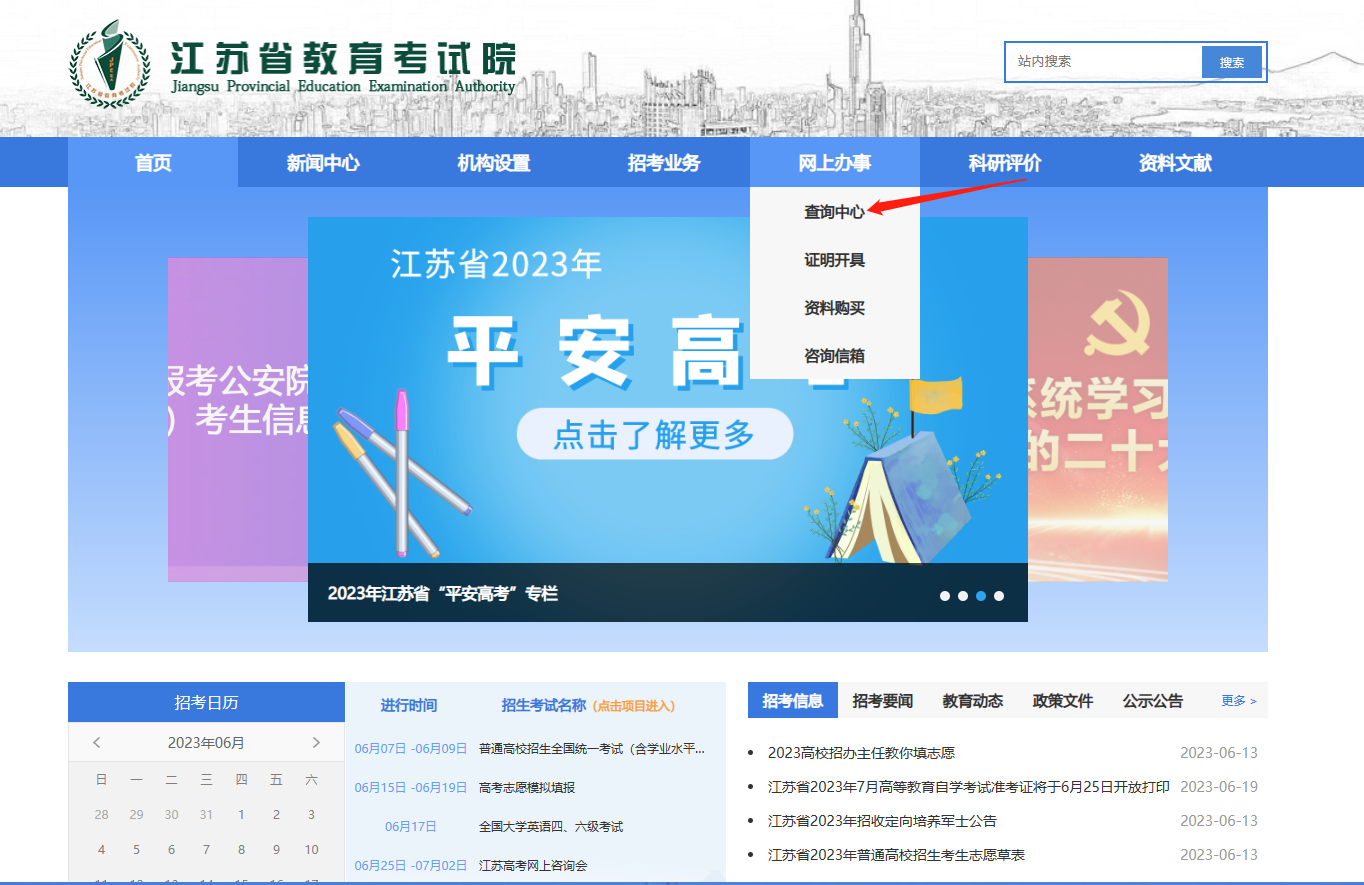 江苏省教育考试院
Jiangsu Provincial Education Examination Authority
站内搜索
搜索
首页
新闻中心
机构设置
招考业务
网上办事
科研评价
资料文献
查询中心
证明开具
资料购买
咨询信箱
江苏省2023年
平安高
点击了解更多
报考公安院
）考生信息
系统学习
的二十大
2023年江苏省“平安高考”专栏
招考日历
2023年06月
日 一 二 三 四 五 六
28 29 30 31 1 2 3
4 5 6 7 8 9 10
11 12 13 14 15 16 17
进行时间 招生考试名称（点击项目进入）
06月07日 -06月09日 普通高校招生全国统一考试（含学业水平...
06月15日 -06月19日 高考志愿模拟填报
06月17日 全国大学英语四、六级考试
06月25日 -07月02日 江苏高考网上咨询会
招考信息 招考要闻 教育动态 政策文件 公示公告 更多 >
2023高校招办主任教你填志愿 2023-06-13
江苏省2023年7月高等教育自学考试准考证将于6月25日开放打印 2023-06-19
江苏省2023年招收定向培养军士公告 2023-06-13
江苏省2023年普通高校招生考生志愿草表 2023-06-13